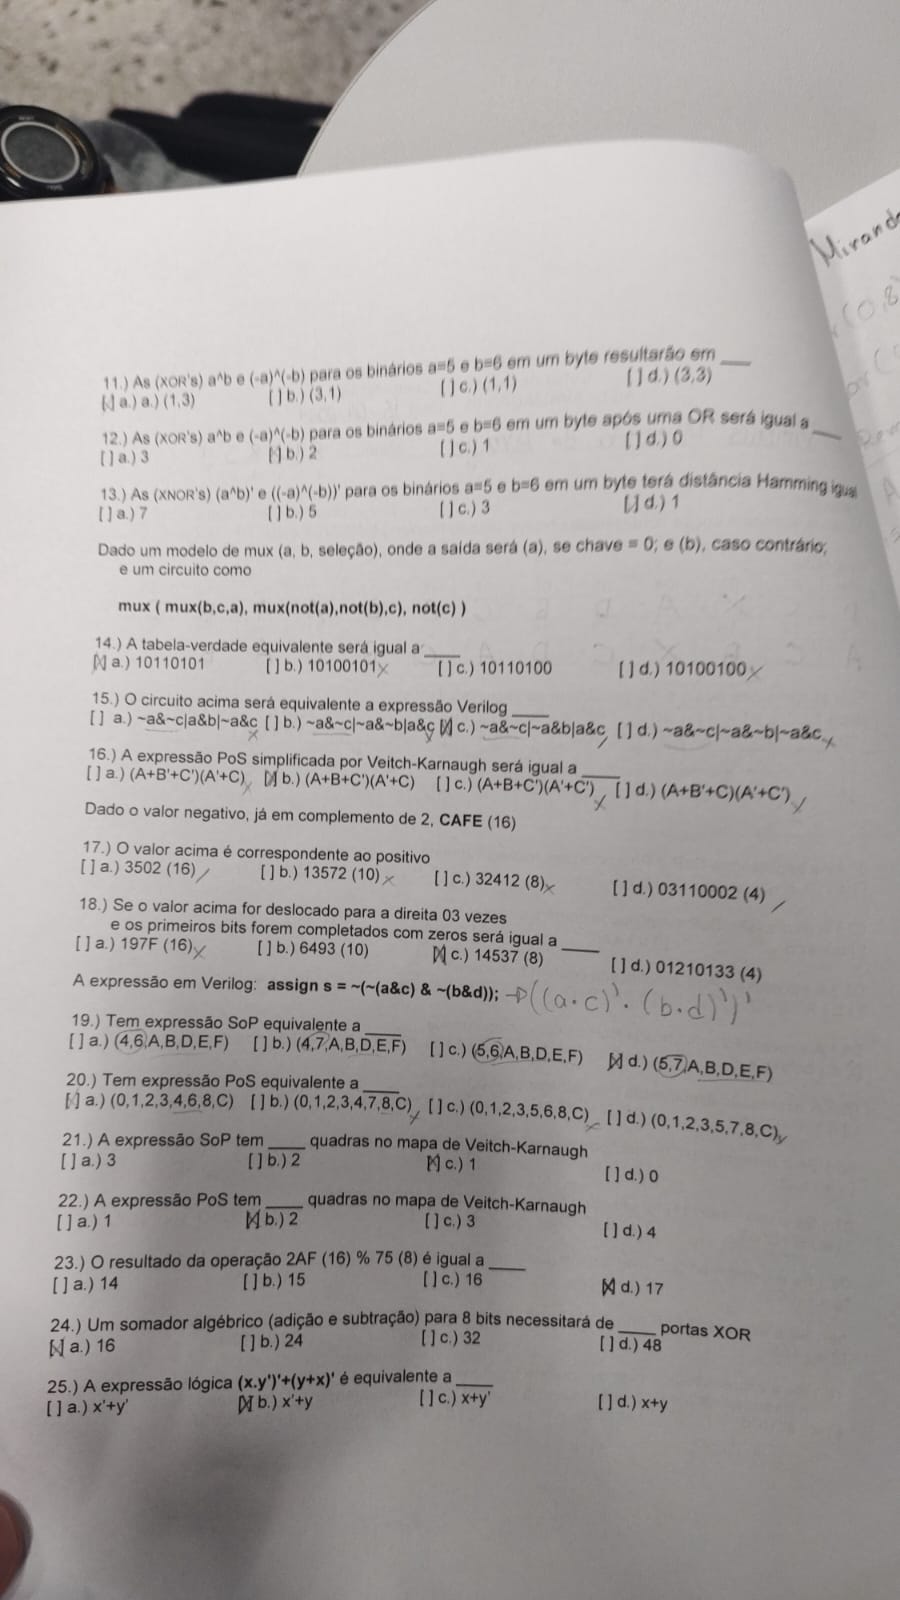 Mirand
(0,8)
11.) As (XOR's) a^b e (-a)^(-b) para os binários a=5 e b=6 em um byte resultarão em ___
[ ] a.) a.) (1,3) [ ] b.) (3,1) [ ] c.) (1,1) [ ] d.) (3,3)
12.) As (XOR's) a^b e (-a)^(-b) para os binários a=5 e b=6 em um byte após uma OR será igual a ___
[ ] a.) 3 [ ] b.) 2 [ ] c.) 1 [ ] d.) 0
13.) As (XNOR's) (a^b)' e ((-a)^(-b))' para os binários a=5 e b=6 em um byte terá distância Hamming igual
[ ] a.) 7 [ ] b.) 5 [ ] c.) 3 [ ] d.) 1
Dado um modelo de mux (a, b, seleção), onde a saída será (a), se chave = 0; e (b), caso contrário;
e um circuito como
mux ( mux(b,c,a), mux(not(a),not(b),c), not(c) )
14.) A tabela-verdade equivalente será igual a ___
[x] a.) 10110101 [ ] b.) 10100101 x [ ] c.) 10110100 [ ] d.) 10100100 x
15.) O circuito acima será equivalente a expressão Verilog ___
[ ] a.) ~a&~c|a&b|~a&c x [ ] b.) ~a&~c|~a&~b|a&c [x] c.) ~a&~c|~a&b|a&c [ ] d.) ~a&~c|~a&~b|~a&c x
16.) A expressão PoS simplificada por Veitch-Karnaugh será igual a ___
[ ] a.) (A+B'+C')(A'+C) x [x] b.) (A+B+C')(A'+C) [ ] c.) (A+B+C')(A'+C') x [ ] d.) (A+B'+C)(A'+C') x
Dado o valor negativo, já em complemento de 2, CAFE (16)
17.) O valor acima é correspondente ao positivo
[ ] a.) 3502 (16) / [ ] b.) 13572 (10) x [ ] c.) 32412 (8) x [ ] d.) 03110002 (4) /
18.) Se o valor acima for deslocado para a direita 03 vezes
e os primeiros bits forem completados com zeros será igual a ___
[ ] a.) 197F (16) x [ ] b.) 6493 (10) [x] c.) 14537 (8) [ ] d.) 01210133 (4)
A expressão em Verilog: assign s = ~(~(a&c) & ~(b&d)); → ((a·c)'·(b·d)')'
19.) Tem expressão SoP equivalente a ___
[ ] a.) (4,6,A,B,D,E,F) [ ] b.) (4,7,A,B,D,E,F) [ ] c.) (5,6,A,B,D,E,F) [x] d.) (5,7,A,B,D,E,F)
20.) Tem expressão PoS equivalente a ___
[x] a.) (0,1,2,3,4,6,8,C) [ ] b.) (0,1,2,3,4,7,8,C) x [ ] c.) (0,1,2,3,5,6,8,C) x [ ] d.) (0,1,2,3,5,7,8,C) x
21.) A expressão SoP tem ___ quadras no mapa de Veitch-Karnaugh
[ ] a.) 3 [ ] b.) 2 [x] c.) 1 [ ] d.) 0
22.) A expressão PoS tem ___ quadras no mapa de Veitch-Karnaugh
[ ] a.) 1 [x] b.) 2 [ ] c.) 3 [ ] d.) 4
23.) O resultado da operação 2AF (16) % 75 (8) é igual a ___
[ ] a.) 14 [ ] b.) 15 [ ] c.) 16 [x] d.) 17
24.) Um somador algébrico (adição e subtração) para 8 bits necessitará de ___ portas XOR
[x] a.) 16 [ ] b.) 24 [ ] c.) 32 [ ] d.) 48
25.) A expressão lógica (x.y')'+(y+x)' é equivalente a ___
[ ] a.) x'+y' [x] b.) x'+y [ ] c.) x+y' [ ] d.) x+y